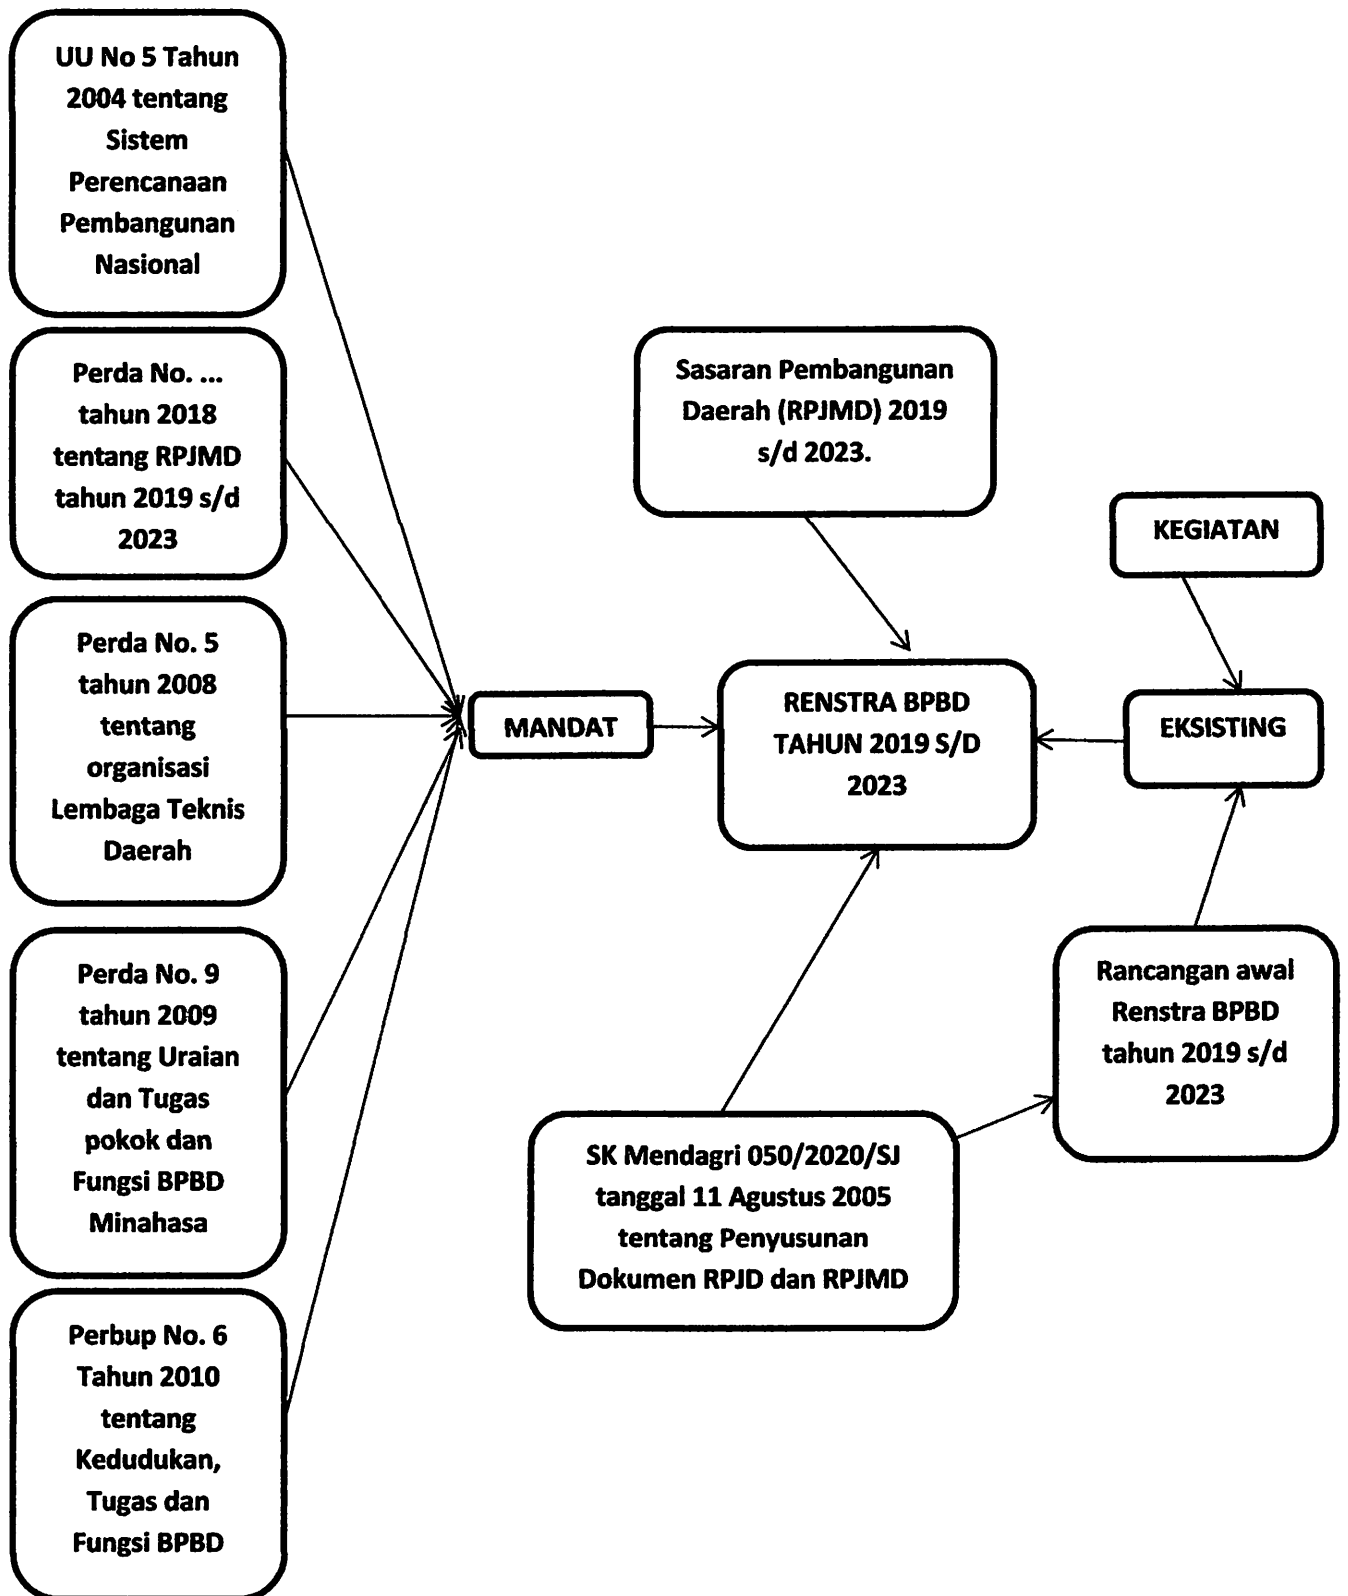 UU No 5 Tahun
2004 tentang
Sistem
Perencanaan
Pembangunan
Nasional
Perda No. ...
tahun 2018
tentang RPJMD
tahun 2019 s/d
2023
Perda No. 5
tahun 2008
tentang
organisasi
Lembaga Teknis
Daerah
Perda No. 9
tahun 2009
tentang Uraian
dan Tugas
pokok dan
Fungsi BPBD
Minahasa
Perbup No. 6
Tahun 2010
tentang
Kedudukan,
Tugas dan
Fungsi BPBD
MANDAT
Sasaran Pembangunan
Daerah (RPJMD) 2019
s/d 2023.
RENSTRA BPBD
TAHUN 2019 S/D
2023
SK Mendagri 050/2020/SJ
tanggal 11 Agustus 2005
tentang Penyusunan
Dokumen RPJD dan RPJMD
KEGIATAN
EKSISTING
Rancangan awal
Renstra BPBD
tahun 2019 s/d
2023